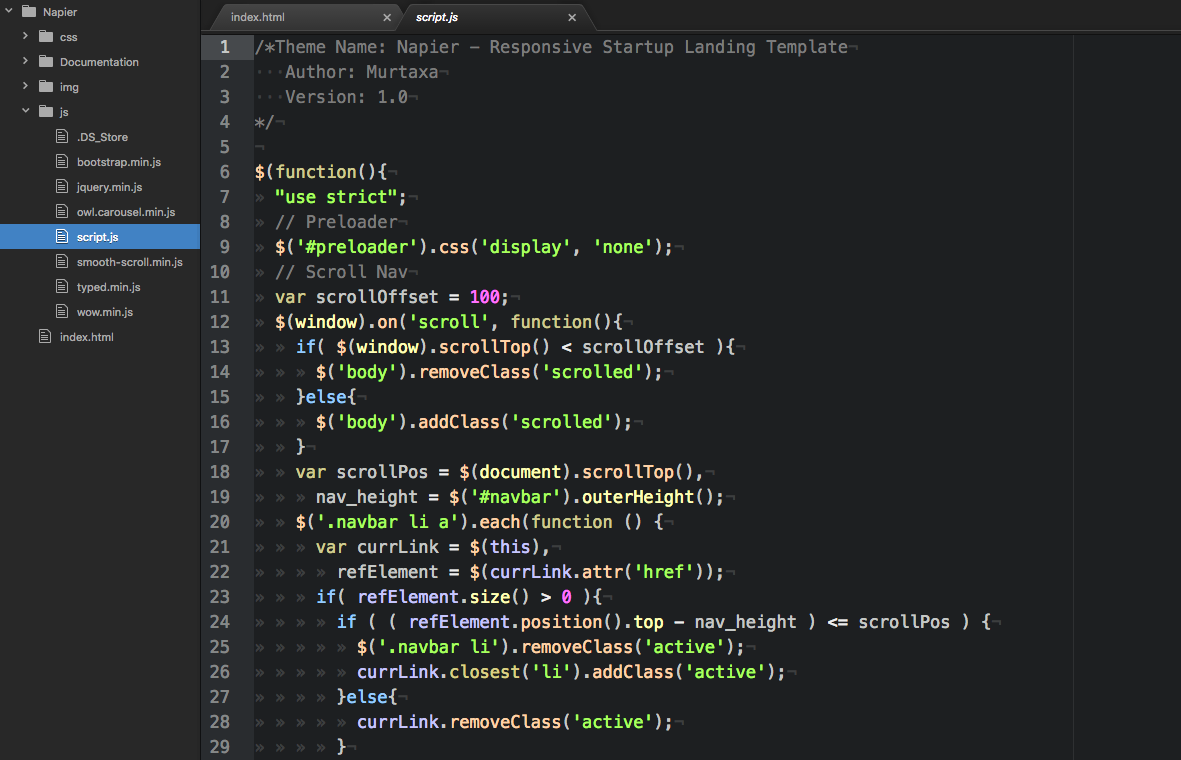 Napier
css
Documentation
img
js
.DS_Store
bootstrap.min.js
jquery.min.js
owl.carousel.min.js
script.js
smooth-scroll.min.js
typed.min.js
wow.min.js
index.html
index.html × script.js ×
1 /*Theme Name: Napier - Responsive Startup Landing Template¬
2 ···Author: Murtaxa¬
3 ···Version: 1.0¬
4 */¬
5 ¬
6 $(function(){¬
7 » "use strict";¬
8 » // Preloader¬
9 » $('#preloader').css('display', 'none');¬
10 » // Scroll Nav¬
11 » var scrollOffset = 100;¬
12 » $(window).on('scroll', function(){¬
13 » » if( $(window).scrollTop() < scrollOffset ){¬
14 » » » $('body').removeClass('scrolled');¬
15 » » }else{¬
16 » » » $('body').addClass('scrolled');¬
17 » » }¬
18 » » var scrollPos = $(document).scrollTop(),¬
19 » » » nav_height = $('#navbar').outerHeight();¬
20 » » $('.navbar li a').each(function () {¬
21 » » » var currLink = $(this),¬
22 » » » » refElement = $(currLink.attr('href'));¬
23 » » » if( refElement.size() > 0 ){¬
24 » » » » if ( ( refElement.position().top - nav_height ) <= scrollPos ) {¬
25 » » » » » $('.navbar li').removeClass('active');¬
26 » » » » » currLink.closest('li').addClass('active');¬
27 » » » » }else{¬
28 » » » » » currLink.removeClass('active');¬
29 » » » » }¬